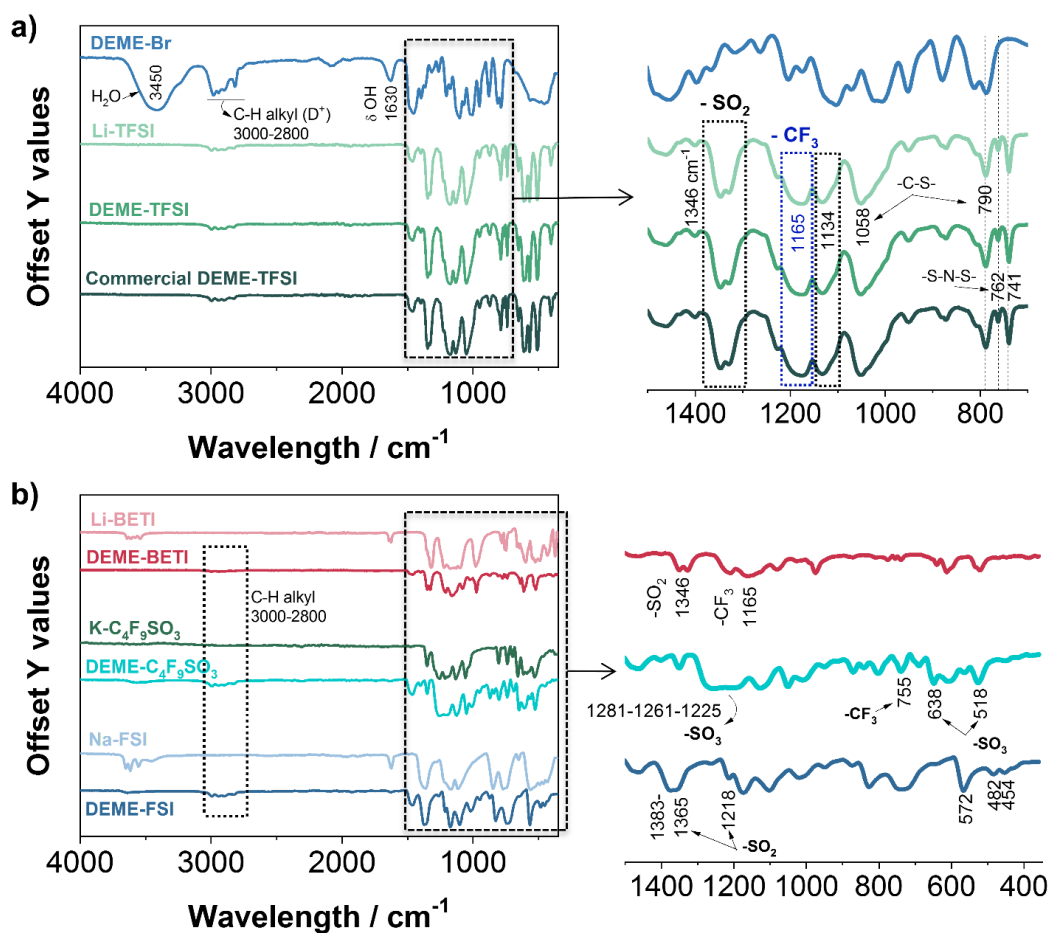 a)
Offset Y values
DEME-Br
H2O
3450
C-H alkyl (D+)
3000-2800
δ OH
1630
Li-TFSI
DEME-TFSI
Commercial DEME-TFSI
4000 3000 2000 1000
Wavelength / cm-1
- SO2
- CF3
1346 cm-1
1165
1134
1058
-C-S-
790
-S-N-S-
762
741
1400 1200 1000 800
b)
Offset Y values
Li-BETI
DEME-BETI
C-H alkyl
3000-2800
K-C4F9SO3
DEME-C4F9SO3
Na-FSI
DEME-FSI
4000 3000 2000 1000
Wavelength / cm-1
-SO2
1346
-CF3
1165
1281-1261-1225
-SO3
-CF3
755
638
518
-SO3
1383-
1365
1218
-SO2
572
482
454
1400 1200 1000 800 600 400